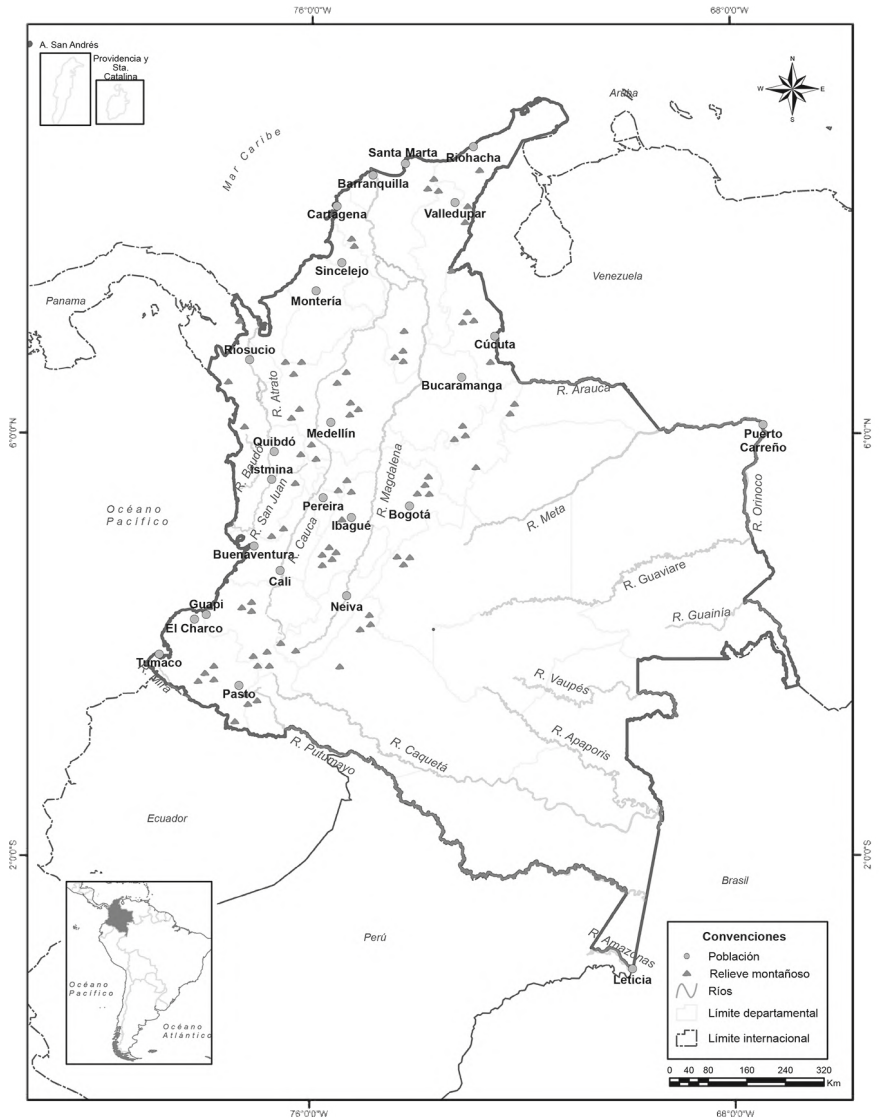 76°0'0"W
68°0'0"W
A. San Andrés
Providencia y
Sta.
Catalina
N
W
E
S
Aruba
Mar Caribe
Santa Marta
Riohacha
Barranquilla
Cartagena
Valledupar
Sincelejo
Venezuela
Montería
Panama
Cúcuta
Riosucio
Bucaramanga
R. Arauca
R. Atrato
Medellín
6°0'0"N
6°0'0"N
Puerto
Carreño
Quibdó
R. Baudó
Istmina
R. Magdalena
R. Orinoco
Océano
Pacífico
Pereira
R. San Juan
Bogotá
Ibagué
R. Cauca
R. Meta
Buenaventura
Cali
R. Guaviare
Neiva
Guapi
R. Guainía
El Charco
Tumaco
R. Mira
R. Vaupés
Pasto
R. Apaporis
R. Caquetá
R. Putumayo
Ecuador
2°0'0"S
2°0'0"S
Brasil
Perú
R. Amazonas
Leticia
Océano
Pacífico
Océano
Atlántico
Convenciones
Población
Relieve montañoso
Ríos
Límite departamental
Límite internacional
0 40 80 160 240 320
Km
76°0'0"W
68°0'0"W